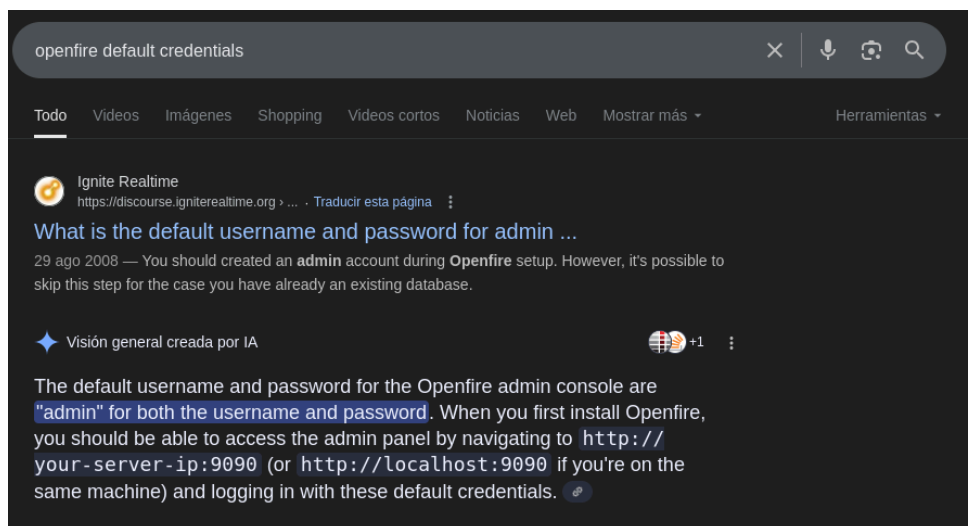 openfire default credentials
Todo Videos Imágenes Shopping Videos cortos Noticias Web Mostrar más Herramientas
Ignite Realtime
https://discourse.igniterealtime.org › ... · Traducir esta página
What is the default username and password for admin ...
29 ago 2008 — You should created an admin account during Openfire setup. However, it's possible to
skip this step for the case you have already an existing database.
Visión general creada por IA +1
The default username and password for the Openfire admin console are
"admin" for both the username and password. When you first install Openfire,
you should be able to access the admin panel by navigating to http://
your-server-ip:9090 (or http://localhost:9090 if you're on the
same machine) and logging in with these default credentials.